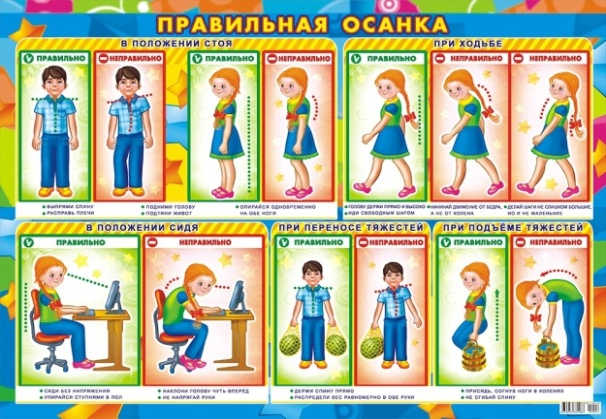 ПРАВИЛЬНАЯ ОСАНКА
В ПОЛОЖЕНИИ СТОЯ
ПРАВИЛЬНО
НЕПРАВИЛЬНО
ПРАВИЛЬНО
НЕПРАВИЛЬНО
• ВЫПРЯМИ СПИНУ
• РАСПРАВЬ ПЛЕЧИ
• ПОДНИМИ ГОЛОВУ
• ПОДТЯНИ ЖИВОТ
• ОПИРАЙСЯ ОДНОВРЕМЕННО
НА ОБЕ НОГИ
ПРИ ХОДЬБЕ
ПРАВИЛЬНО
НЕПРАВИЛЬНО
НЕПРАВИЛЬНО
• ГОЛОВУ ДЕРЖИ ПРЯМО И ВЫСОКО
• ИДИ СВОБОДНЫМ ШАГОМ
• НАЧИНАЙ ДВИЖЕНИЕ ОТ БЕДРА,
А НЕ ОТ КОЛЕНА
• ДЕЛАЙ ШАГИ НЕ СЛИШКОМ БОЛЬШИЕ,
НО И НЕ МАЛЕНЬКИЕ
В ПОЛОЖЕНИИ СИДЯ
ПРАВИЛЬНО
НЕПРАВИЛЬНО
• СИДИ БЕЗ НАПРЯЖЕНИЯ
• УПИРАЙСЯ СТУПНЯМИ В ПОЛ
• НАКЛОНИ ГОЛОВУ ЧУТЬ ВПЕРЁД
• НЕ НАПРЯГАЙ РУКИ
ПРИ ПЕРЕНОСЕ ТЯЖЕСТЕЙ
ПРАВИЛЬНО
НЕПРАВИЛЬНО
• ДЕРЖИ СПИНУ ПРЯМО
• РАСПРЕДЕЛИ ВЕС РАВНОМЕРНО В ОБЕ РУКИ
ПРИ ПОДЪЁМЕ ТЯЖЕСТЕЙ
ПРАВИЛЬНО
НЕПРАВИЛЬНО
• ПРИСЯДЬ, СОГНУВ НОГИ В КОЛЕНЯХ
• НЕ СГИБАЙ СПИНУ